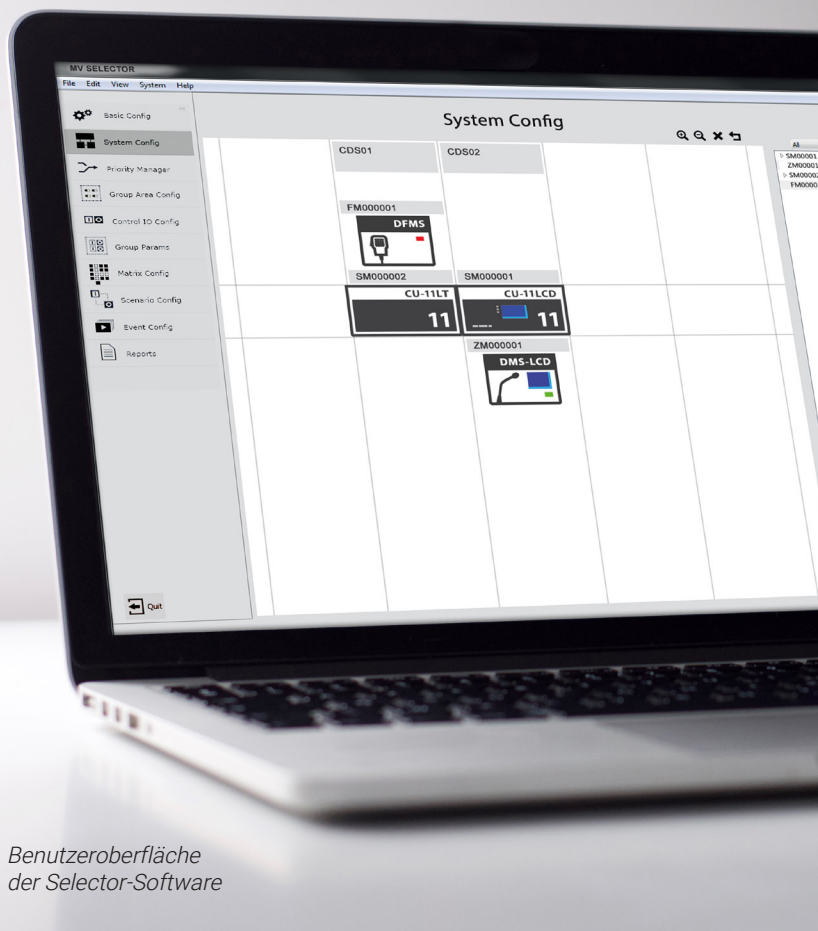 MV SELECTOR
File Edit View System Help
Basic Config
System Config
Priority Manager
Group Area Config
Control IO Config
Group Params
Matrix Config
Scenario Config
Event Config
Reports
Quit
System Config
CDS01 CDS02
FM000001
DFMS
SM000002 SM000001
CU-11LT CU-11LCD
11 11
ZM000001
DMS-LCD
All
SM00001
ZM00001
SM00002
FM0000
Benutzeroberfläche
der Selector-Software